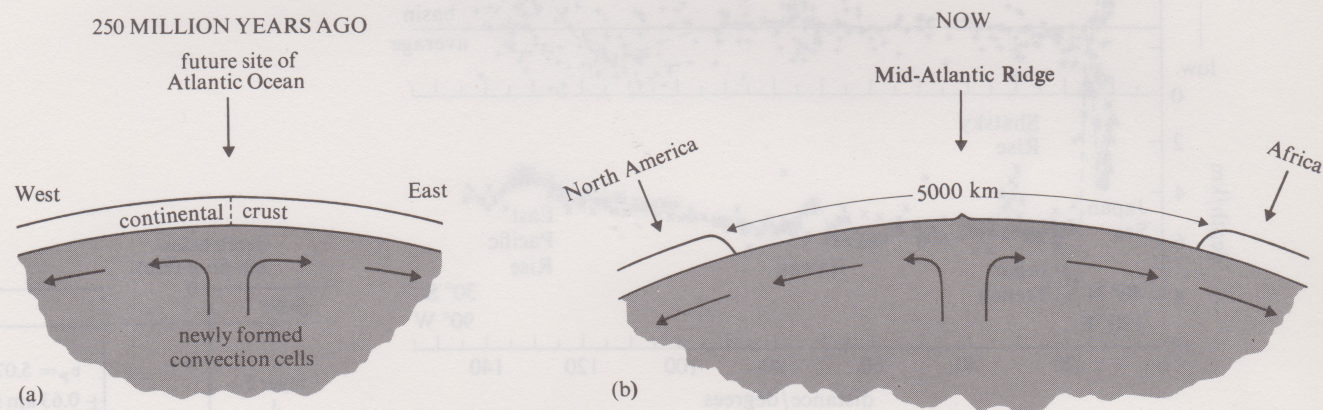 250 MILLION YEARS AGO
future site of
Atlantic Ocean
West
East
continental crust
newly formed
convection cells
(a)
NOW
Mid-Atlantic Ridge
North America
5000 km
Africa
(b)